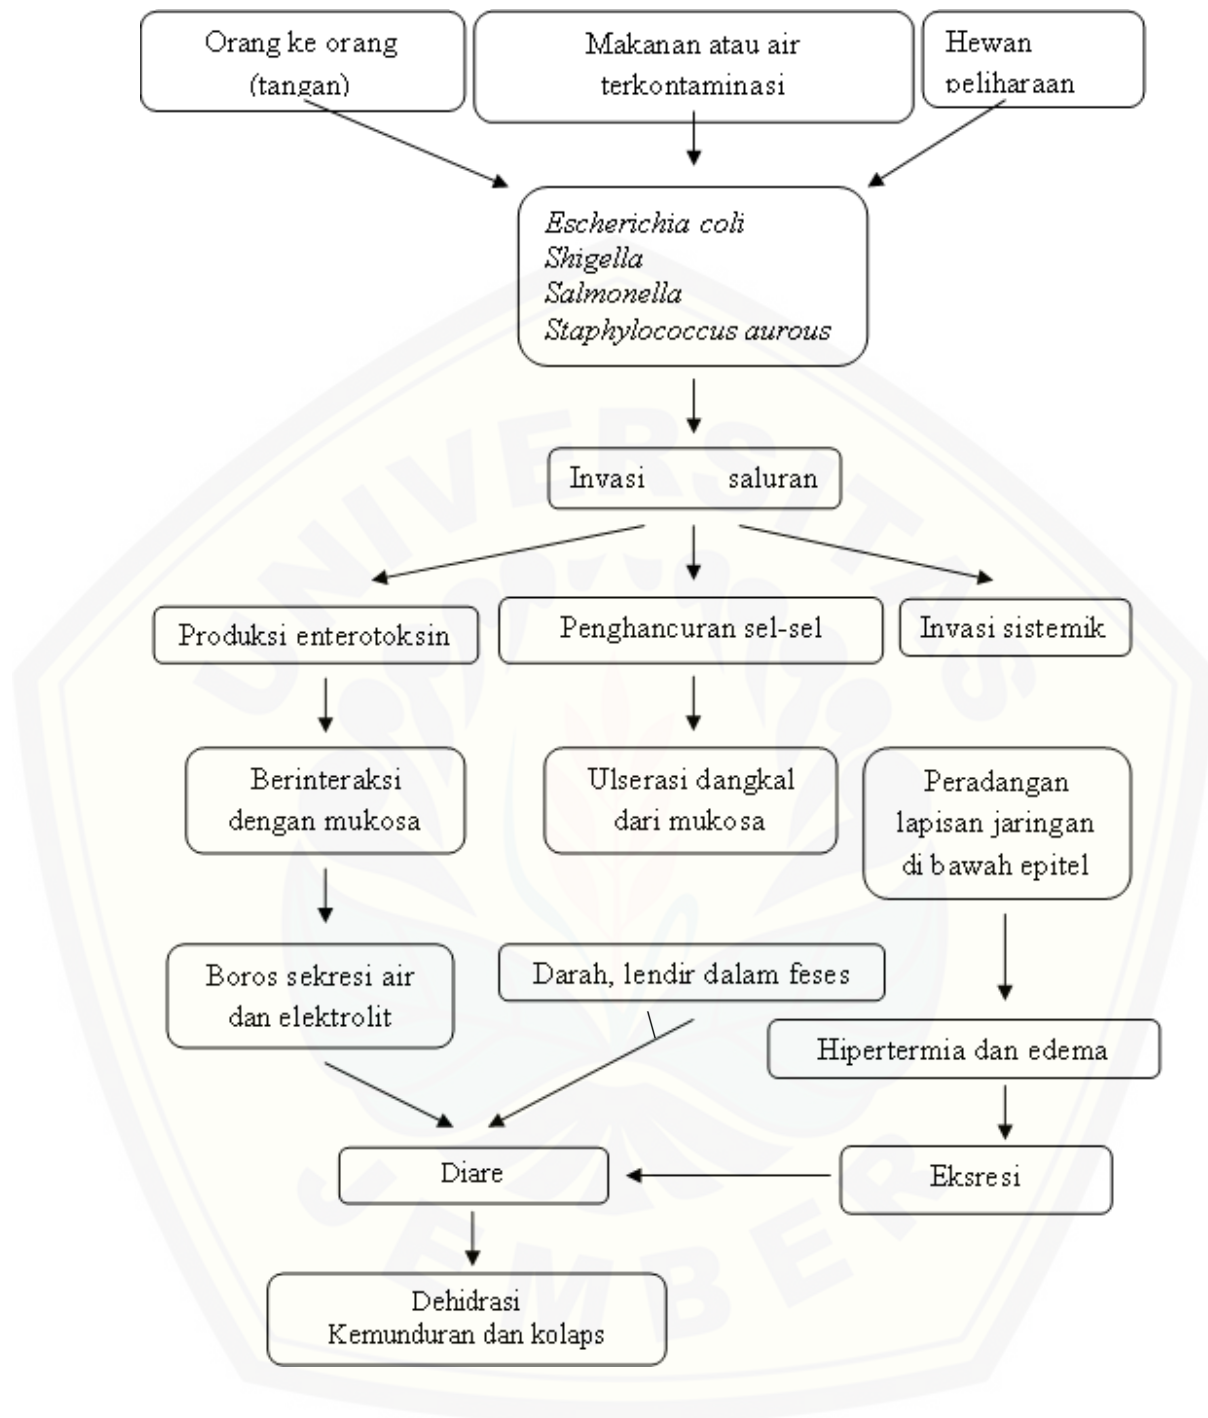 Orang ke orang
(tangan)
Makanan atau air
terkontaminasi
Hewan
peliharaan
Escherichia coli
Shigella
Salmonella
Staphylococcus aurous
Invasi saluran
Produksi enterotoksin
Penghancuran sel-sel
Invasi sistemik
Berinteraksi
dengan mukosa
Ulserasi dangkal
dari mukosa
Peradangan
lapisan jaringan
di bawah epitel
Boros sekresi air
dan elektrolit
Darah, lendir dalam feses
Hipertermia dan edema
Diare
Eksresi
Dehidrasi
Kemunduran dan kolaps
UNIVERSITAS
JEMBER